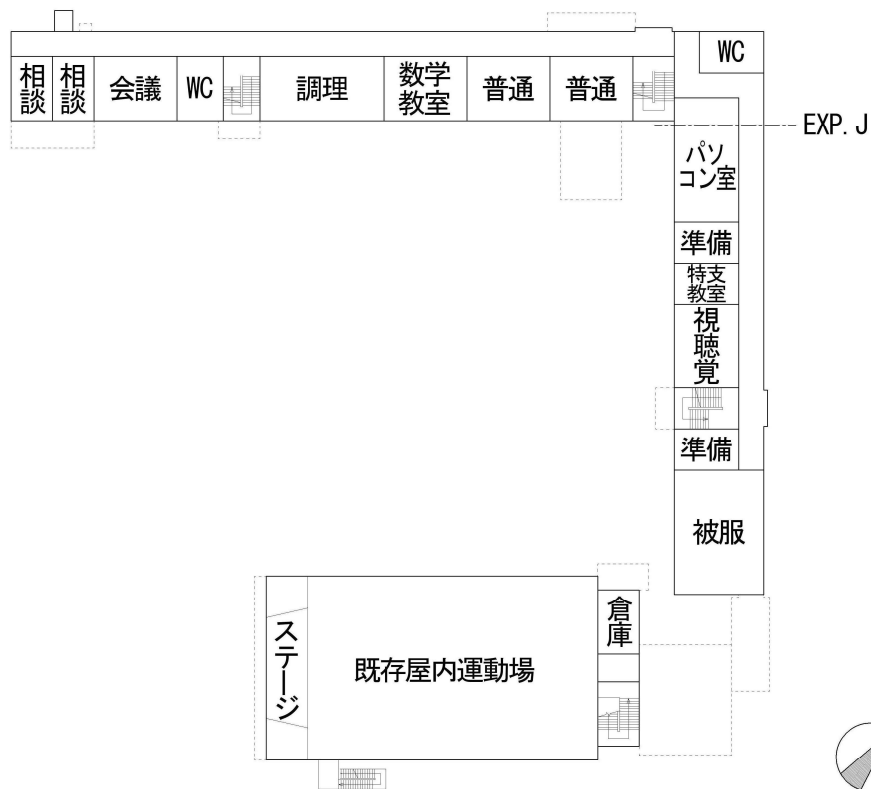 相談
相談
会議
WC
調理
数学
教室
普通
普通
WC
EXP. J
パソ
コン室
準備
特支
教室
視聴覚
準備
被服
倉庫
ステージ
既存屋内運動場